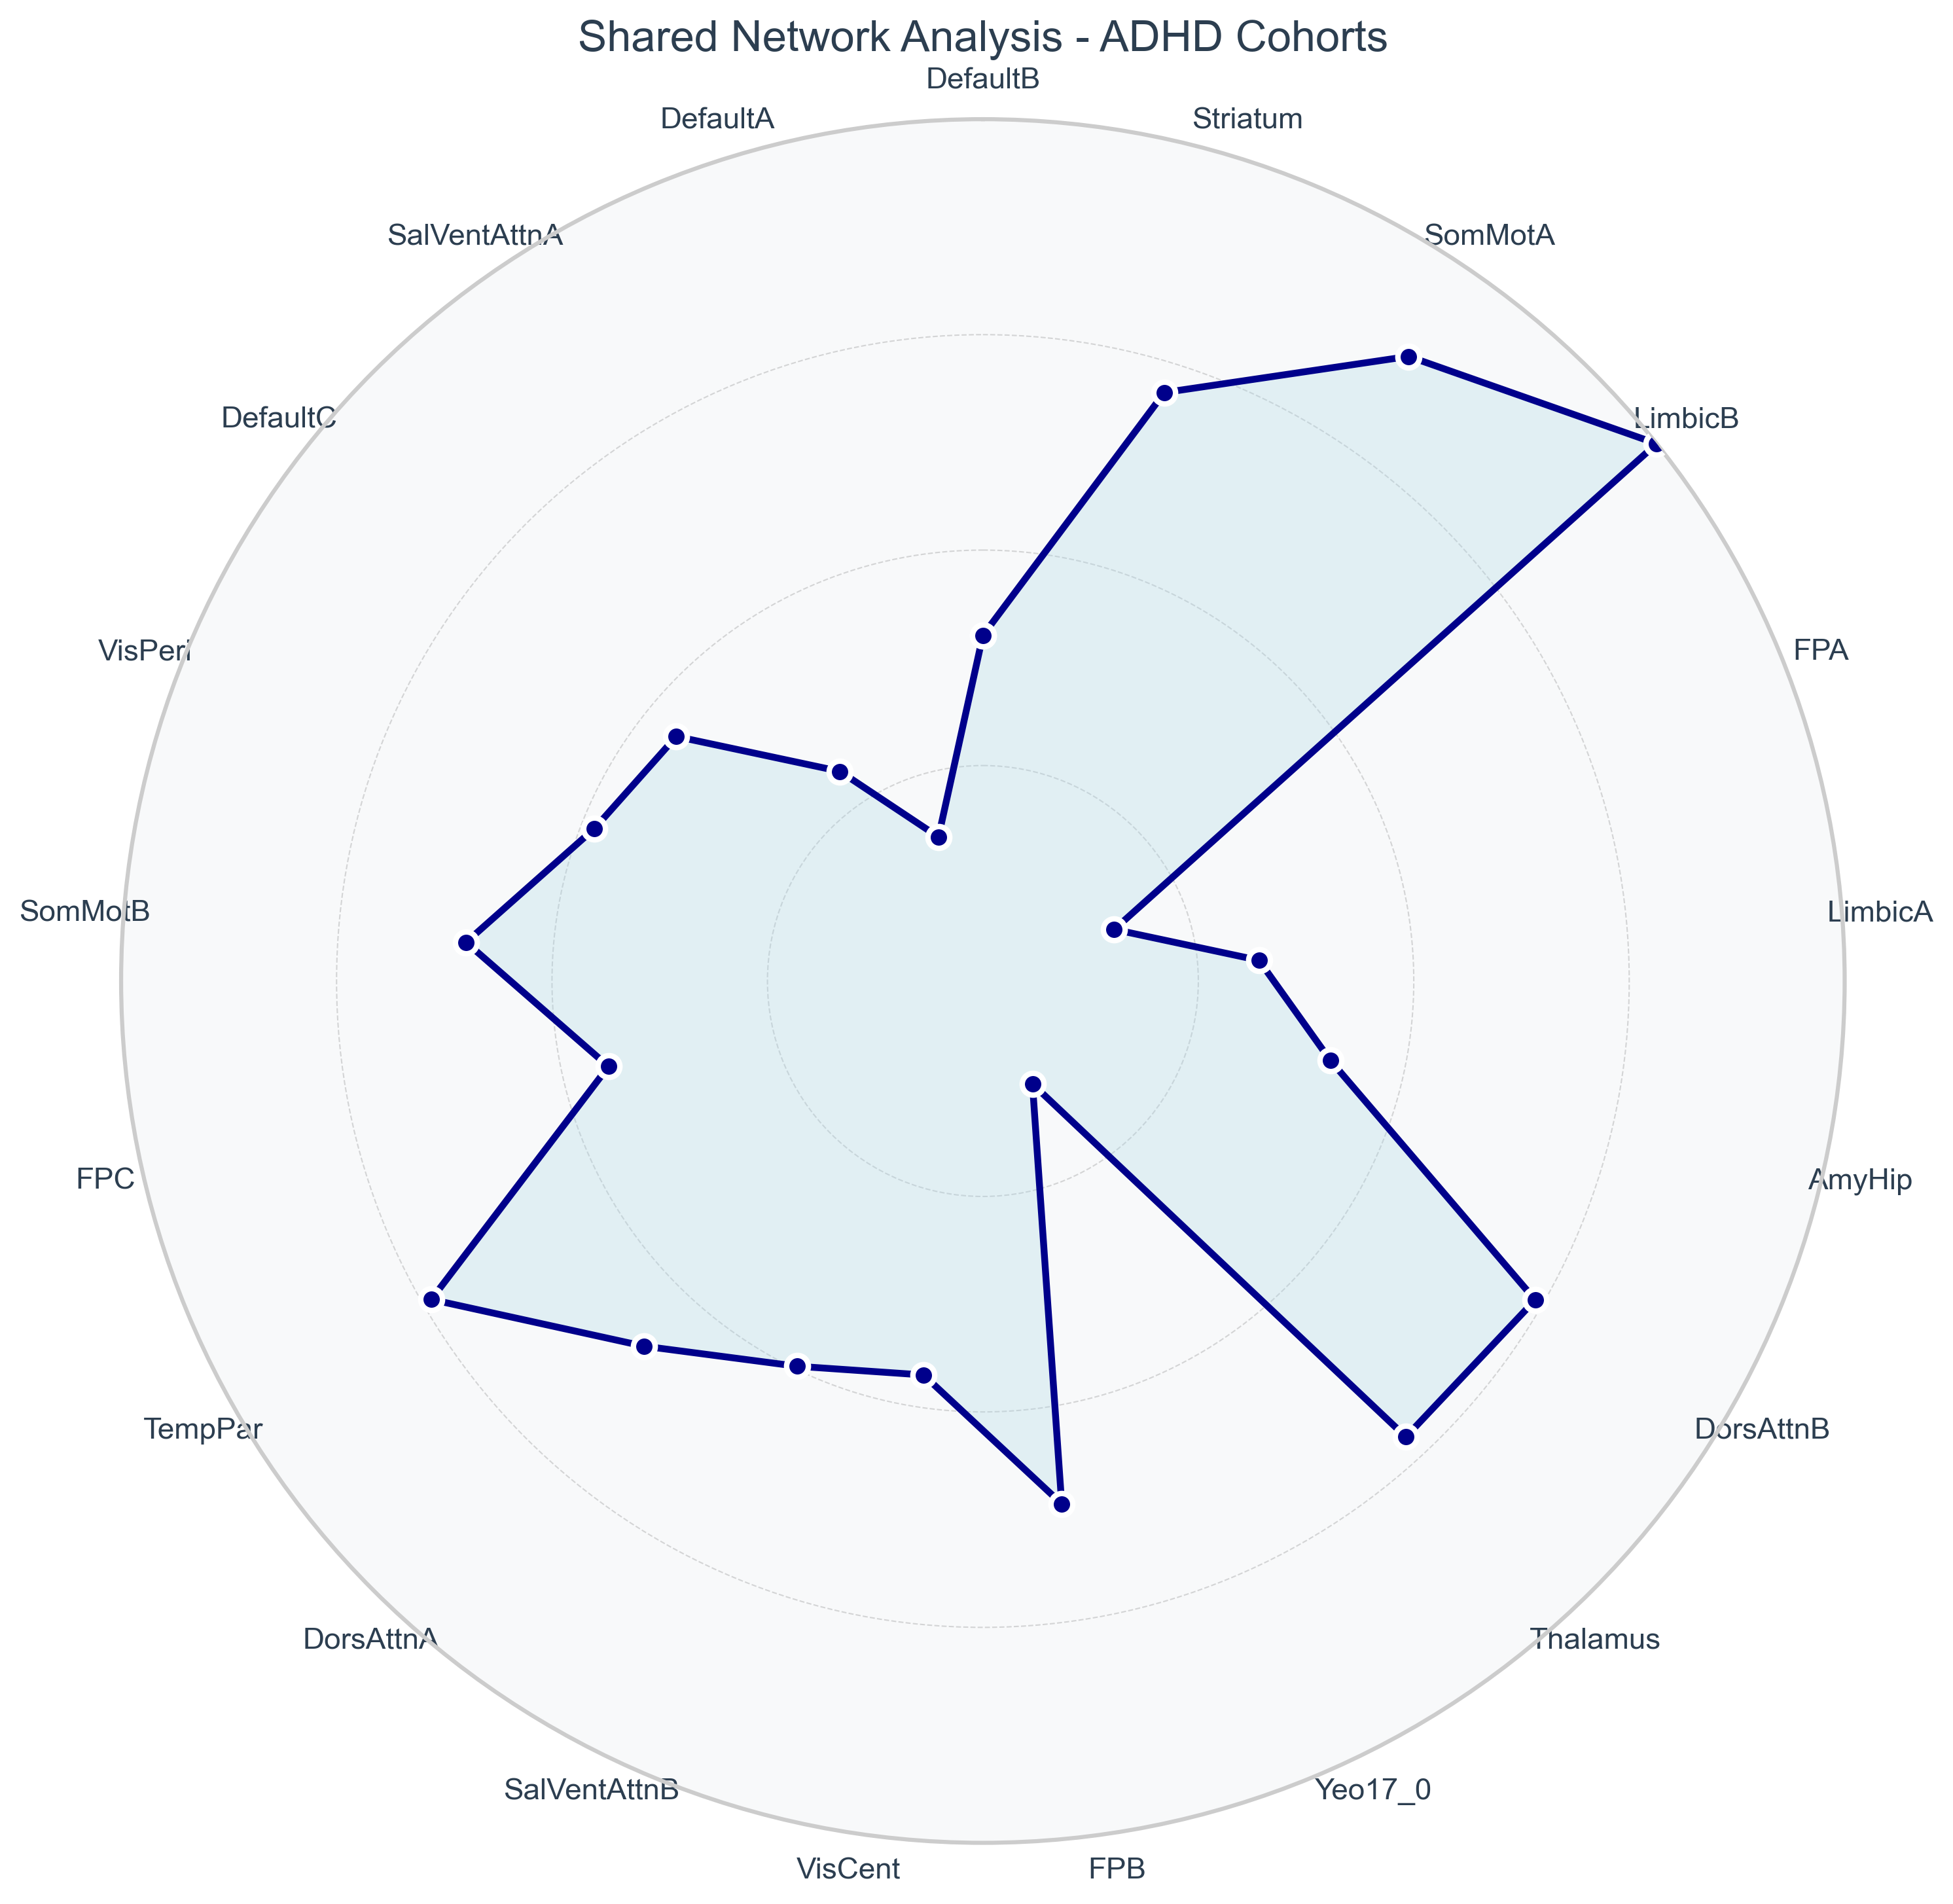 Shared Network Analysis - ADHD Cohorts
DefaultB
DefaultA
Striatum
SalVentAttnA
SomMotA
DefaultC
LimbicB
VisPeri
FPA
SomMotB
LimbicA
FPC
AmyHip
TempPar
DorsAttnB
DorsAttnA
Thalamus
SalVentAttnB
Yeo17_0
VisCent
FPB